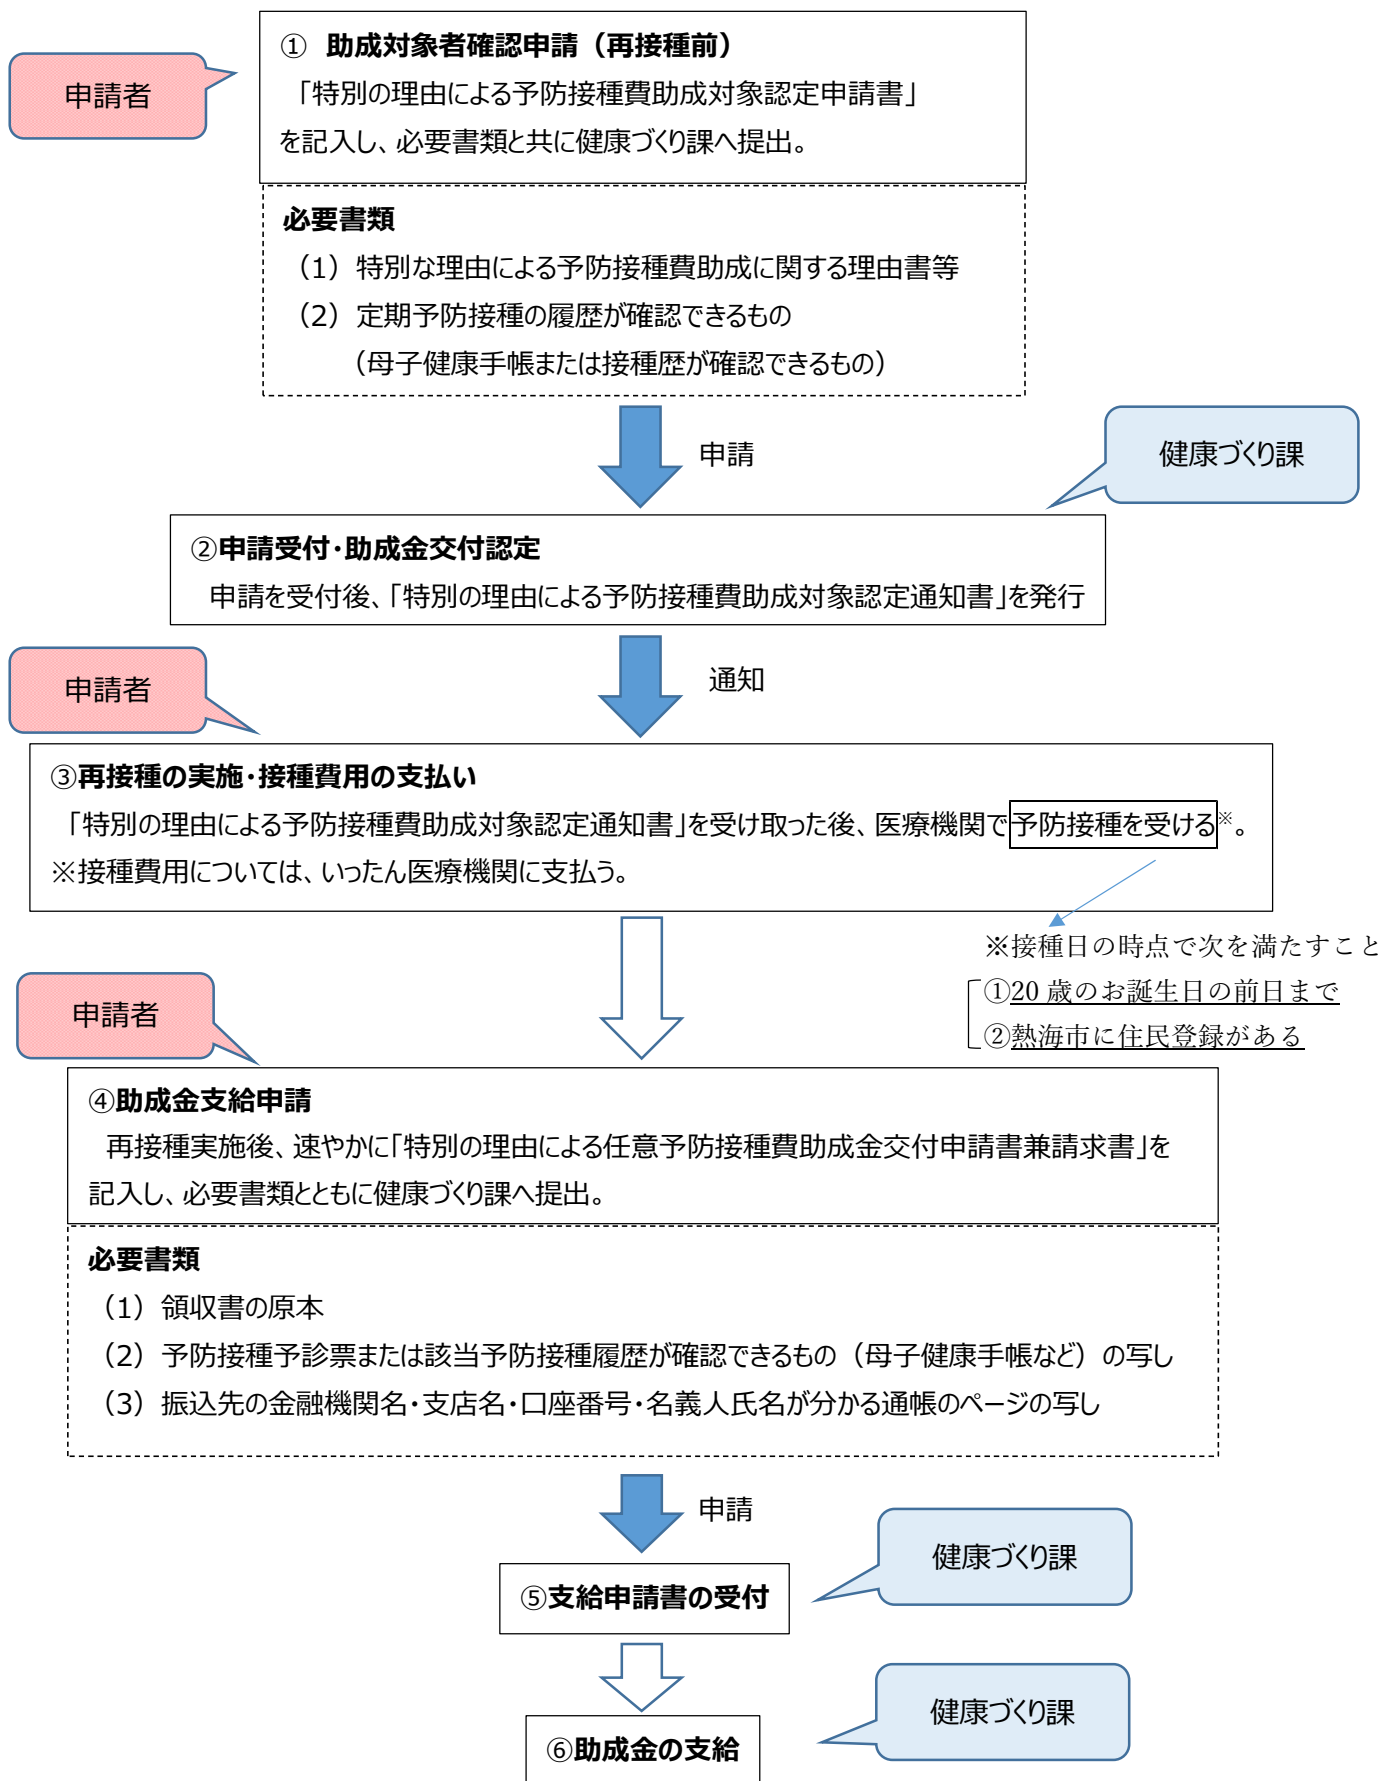 申請者
① 助成対象者確認申請（再接種前）
「特別の理由による予防接種費助成対象認定申請書」
を記入し、必要書類と共に健康づくり課へ提出。
必要書類
（1）特別な理由による予防接種費助成に関する理由書等
（2）定期予防接種の履歴が確認できるもの
（母子健康手帳または接種歴が確認できるもの）
申請
健康づくり課
②申請受付・助成金交付認定
申請を受付後、「特別の理由による予防接種費助成対象認定通知書」を発行
通知
申請者
③再接種の実施・接種費用の支払い
「特別の理由による予防接種費助成対象認定通知書」を受け取った後、医療機関で予防接種を受ける※。
※接種費用については、いったん医療機関に支払う。
※接種日の時点で次を満たすこと
①20 歳のお誕生日の前日まで
②熱海市に住民登録がある
申請者
④助成金支給申請
再接種実施後、速やかに「特別の理由による任意予防接種費助成金交付申請書兼請求書」を
記入し、必要書類とともに健康づくり課へ提出。
必要書類
（1）領収書の原本
（2）予防接種予診票または該当予防接種履歴が確認できるもの（母子健康手帳など）の写し
（3）振込先の金融機関名・支店名・口座番号・名義人氏名が分かる通帳のページの写し
申請
健康づくり課
⑤支給申請書の受付
健康づくり課
⑥助成金の支給